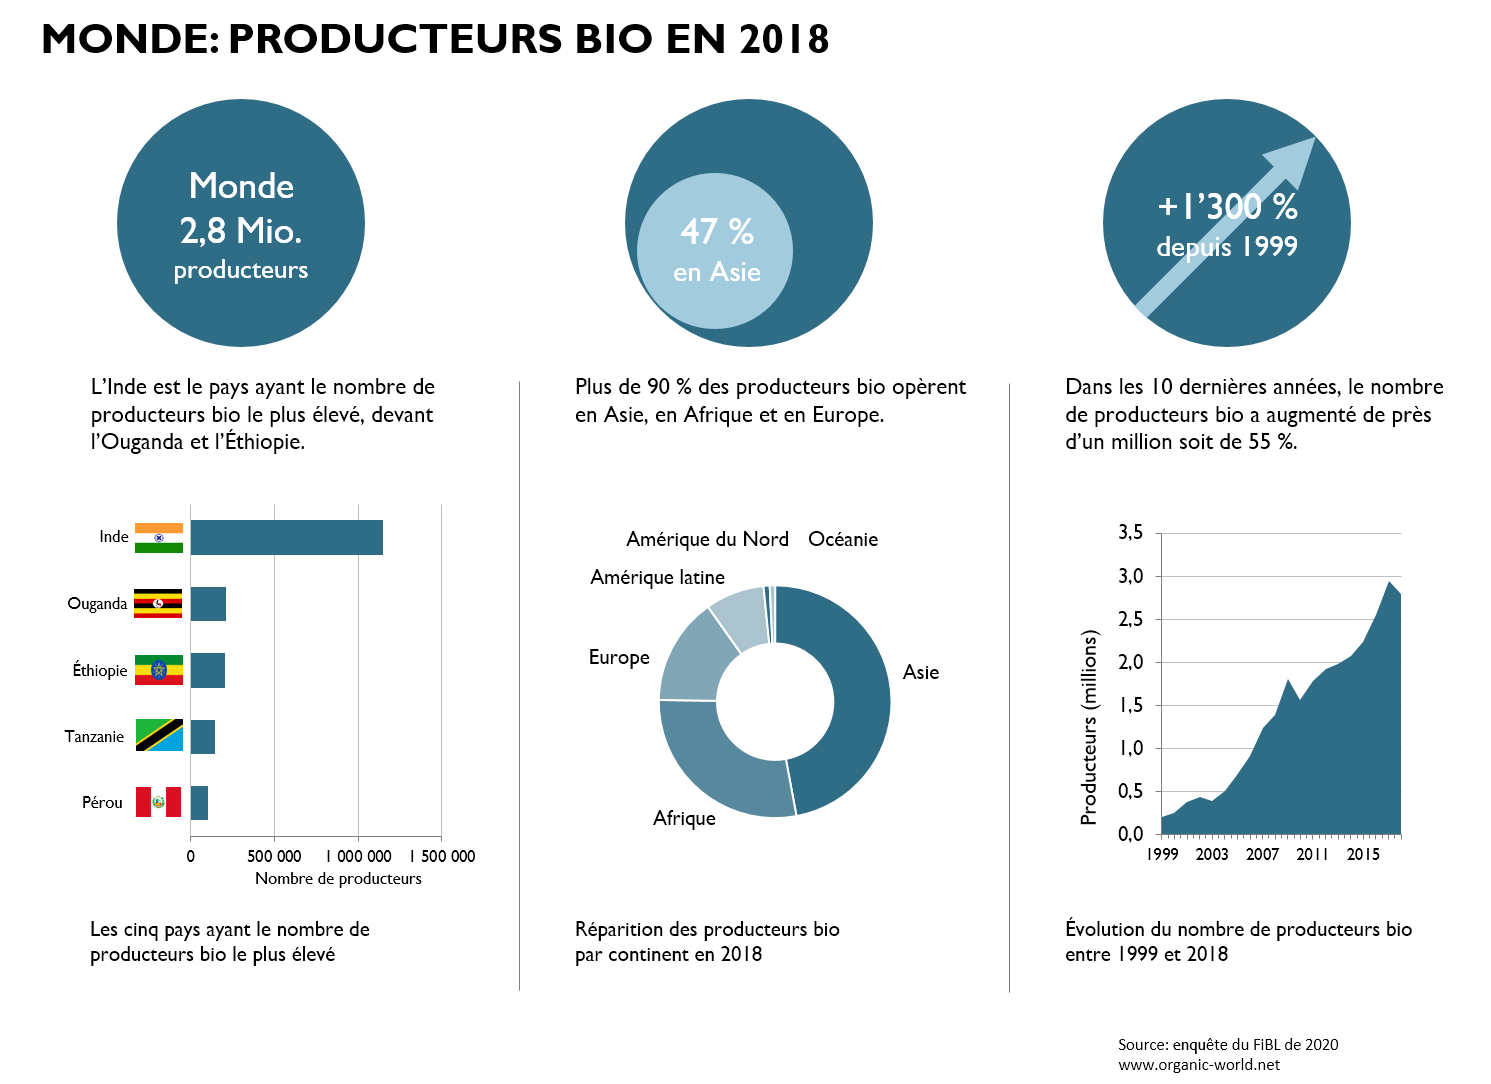 MONDE: PRODUCTEURS BIO EN 2018
Monde
2,8 Mio.
producteurs
47 %
en Asie
+1’300 %
depuis 1999
L’Inde est le pays ayant le nombre de
producteurs bio le plus élevé, devant
l’Ouganda et l’Éthiopie.
Plus de 90 % des producteurs bio opèrent
en Asie, en Afrique et en Europe.
Dans les 10 dernières années, le nombre
de producteurs bio a augmenté de près
d’un million soit de 55 %.
Inde
Ouganda
Éthiopie
Tanzanie
Pérou
0 500 000 1 000 000 1 500 000
Nombre de producteurs
Les cinq pays ayant le nombre de
producteurs bio le plus élevé
Amérique du Nord Océanie
Amérique latine
Europe
Asie
Afrique
Réparition des producteurs bio
par continent en 2018
Producteurs (millions)
3,5
3,0
2,5
2,0
1,5
1,0
0,5
0,0
1999 2003 2007 2011 2015
Évolution du nombre de producteurs bio
entre 1999 et 2018
Source: enquête du FiBL de 2020
www.organic-world.net